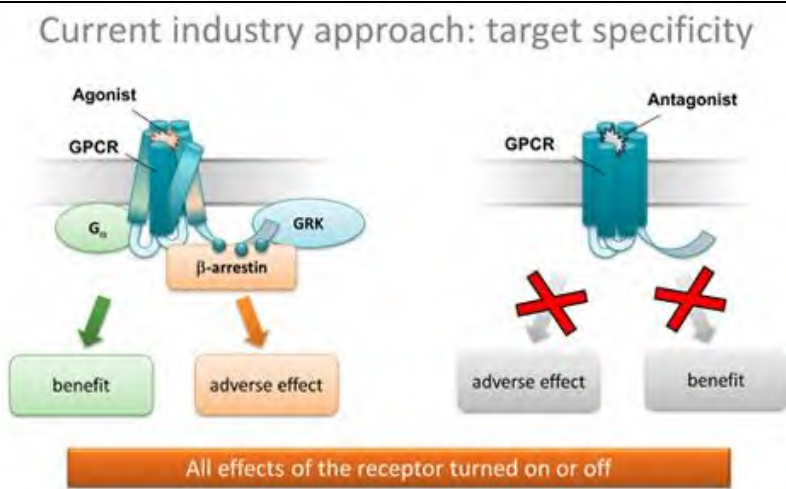 Current industry approach: target specificity
Agonist
GPCR
Gα
GRK
β-arrestin
benefit
adverse effect
Antagonist
GPCR
adverse effect
benefit
All effects of the receptor turned on or off